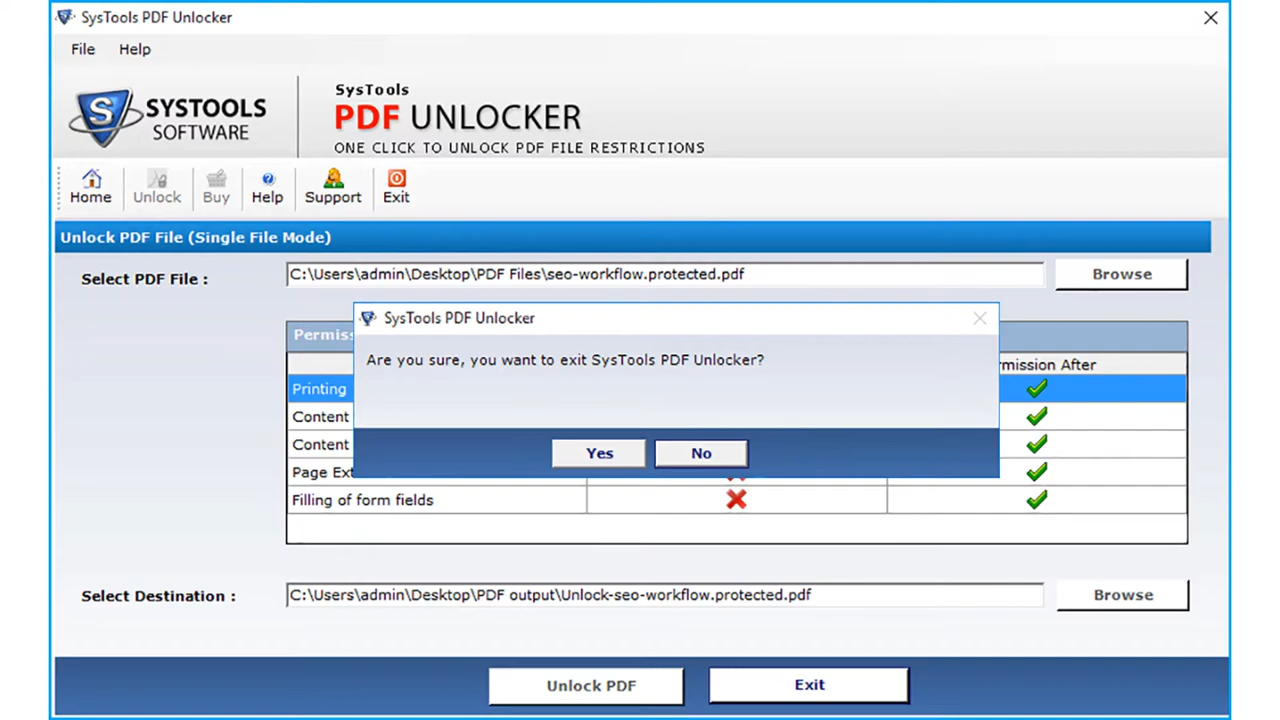 SysTools PDF Unlocker
File Help
S SYSTOOLS SOFTWARE
SysTools
PDF UNLOCKER
ONE CLICK TO UNLOCK PDF FILE RESTRICTIONS
Home Unlock Buy Help Support Exit
Unlock PDF File (Single File Mode)
Select PDF File : C:\Users\admin\Desktop\PDF Files\seo-workflow.protected.pdf Browse
SysTools PDF Unlocker
Are you sure, you want to exit SysTools PDF Unlocker?
Yes No
Permiss
mission After
Printing
Content
Content
Page Ext
Filling of form fields
Select Destination : C:\Users\admin\Desktop\PDF output\Unlock-seo-workflow.protected.pdf Browse
Unlock PDF Exit